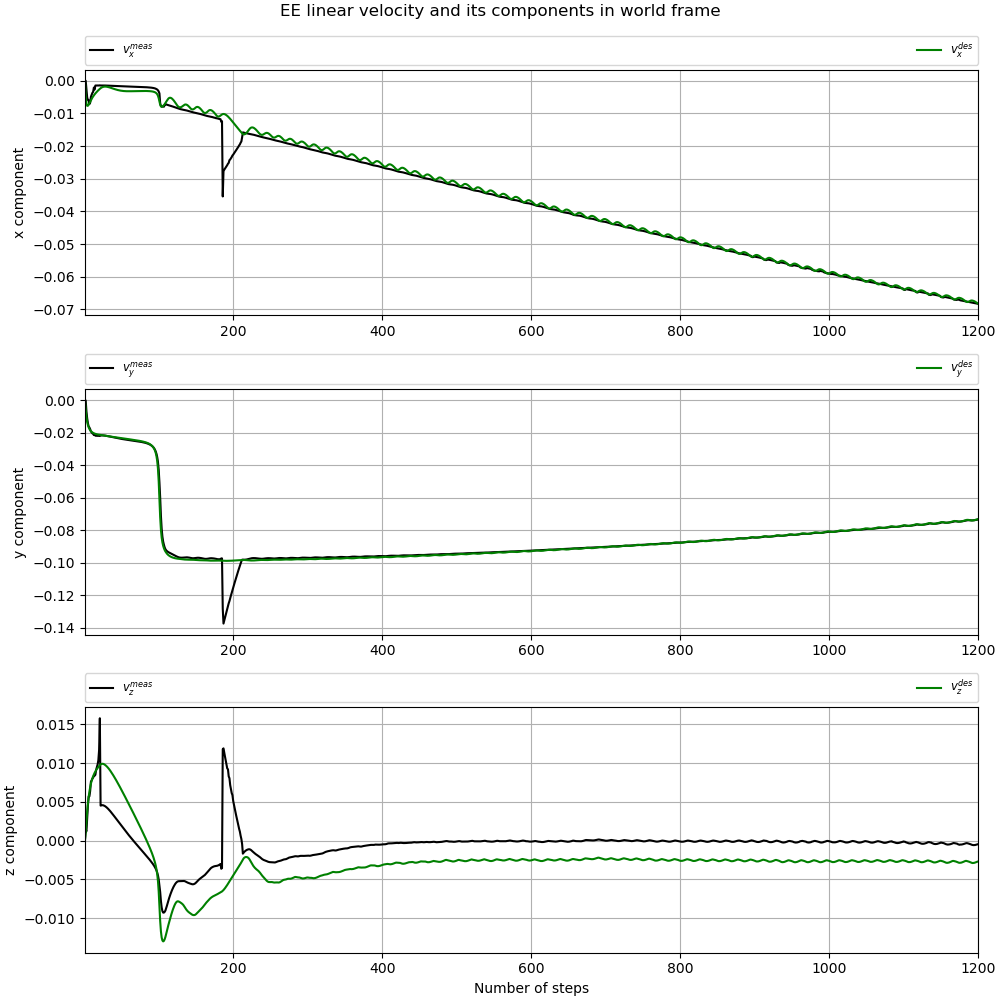 EE linear velocity and its components in world frame
v_x^meas v_x^des
0.00
−0.01
−0.02
−0.03
−0.04
−0.05
−0.06
−0.07
x component
200 400 600 800 1000 1200
v_y^meas v_y^des
0.00
−0.02
−0.04
−0.06
−0.08
−0.10
−0.12
−0.14
y component
200 400 600 800 1000 1200
v_z^meas v_z^des
0.015
0.010
0.005
0.000
−0.005
−0.010
z component
200 400 600 800 1000 1200
Number of steps